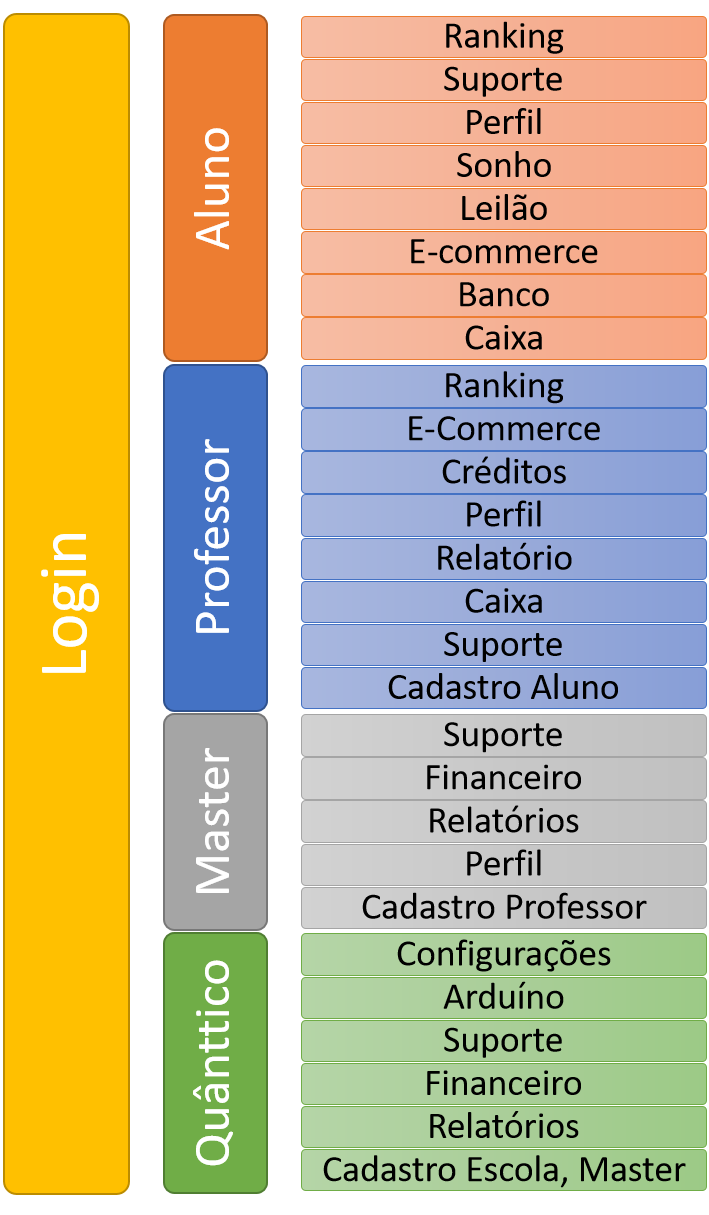 Login
Aluno
Ranking
Suporte
Perfil
Sonho
Leilão
E-commerce
Banco
Caixa
Professor
Ranking
E-Commerce
Créditos
Perfil
Relatório
Caixa
Suporte
Cadastro Aluno
Master
Suporte
Financeiro
Relatórios
Perfil
Cadastro Professor
Quânttico
Configurações
Arduíno
Suporte
Financeiro
Relatórios
Cadastro Escola, Master